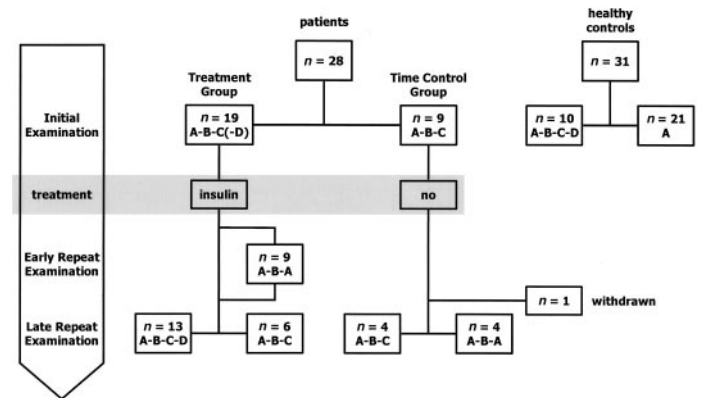 patients
healthy
controls
n = 28
n = 31
Treatment
Group
Time Control
Group
Initial
Examination
n = 19
A-B-C(-D)
n = 9
A-B-C
n = 10
A-B-C-D
n = 21
A
treatment
insulin
no
Early Repeat
Examination
n = 9
A-B-A
n = 1
withdrawn
Late Repeat
Examination
n = 13
A-B-C-D
n = 6
A-B-C
n = 4
A-B-C
n = 4
A-B-A